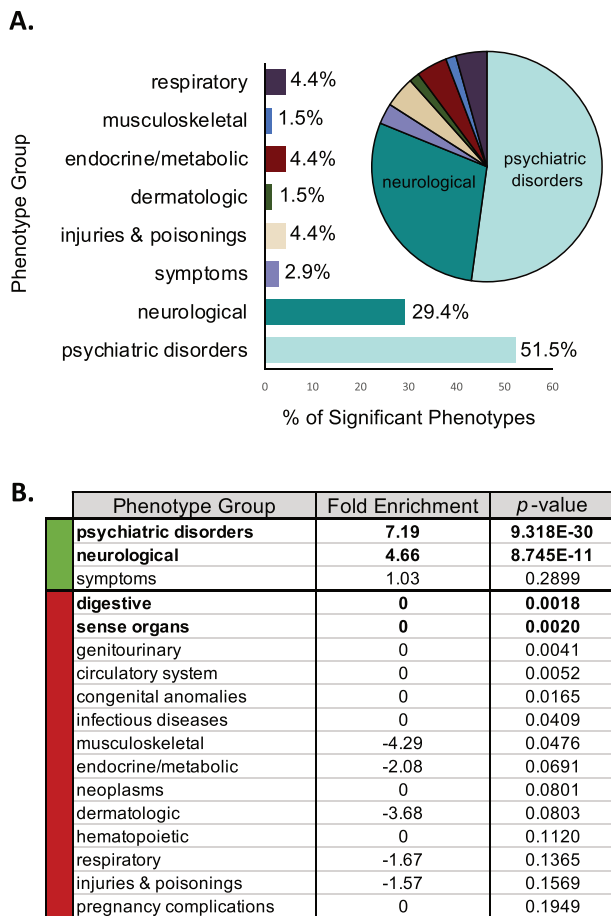 A.
Phenotype Group
respiratory 4.4%
musculoskeletal 1.5%
endocrine/metabolic 4.4%
dermatologic 1.5%
injuries & poisonings 4.4%
symptoms 2.9%
neurological 29.4%
psychiatric disorders 51.5%
0 10 20 30 40 50 60
% of Significant Phenotypes
neurological
psychiatric
disorders
B.
Phenotype Group Fold Enrichment p-value
psychiatric disorders 7.19 9.318E-30
neurological 4.66 8.745E-11
symptoms 1.03 0.2899
digestive 0 0.0018
sense organs 0 0.0020
genitourinary 0 0.0041
circulatory system 0 0.0052
congenital anomalies 0 0.0165
infectious diseases 0 0.0409
musculoskeletal -4.29 0.0476
endocrine/metabolic -2.08 0.0691
neoplasms 0 0.0801
dermatologic -3.68 0.0803
hematopoietic 0 0.1120
respiratory -1.67 0.1365
injuries & poisonings -1.57 0.1569
pregnancy complications 0 0.1949